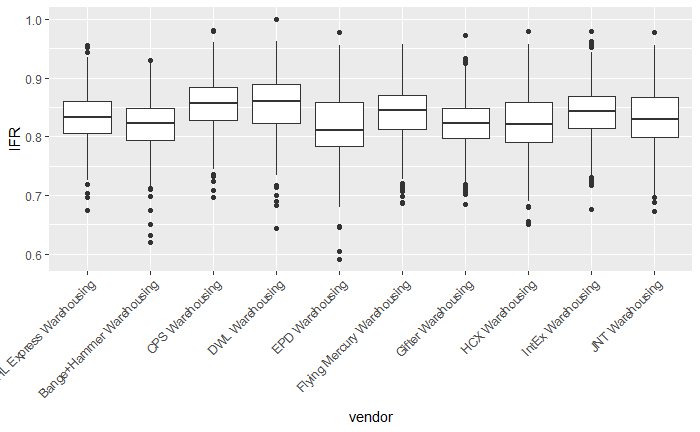 1.0
0.9
0.8
0.7
0.6
IFR
Express Warehousing
Bange+Hammer Warehousing
CPS Warehousing
DWL Warehousing
EPD Warehousing
Flying Mercury Warehousing
Gifter Warehousing
HCX Warehousing
IntEx Warehousing
JNT Warehousing
vendor